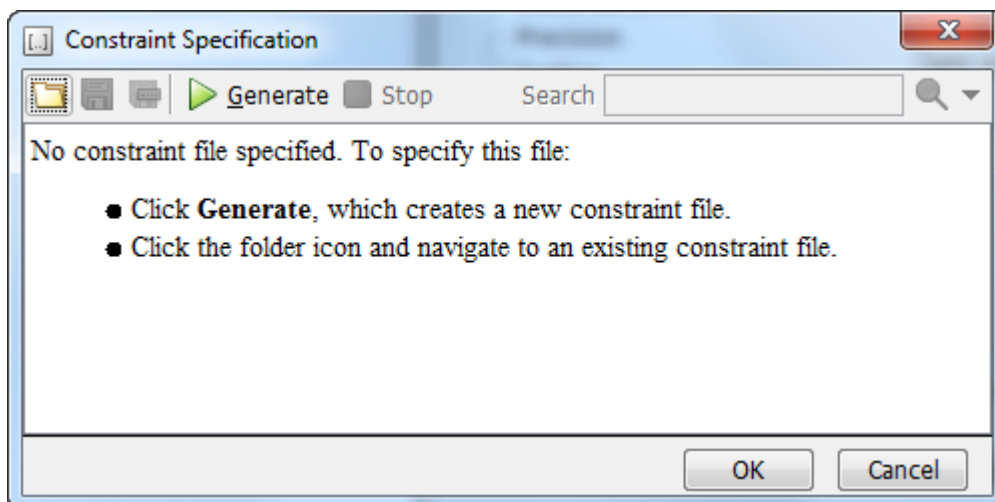 Constraint Specification
Generate Stop Search
No constraint file specified. To specify this file:
Click Generate, which creates a new constraint file.
Click the folder icon and navigate to an existing constraint file.
OK Cancel